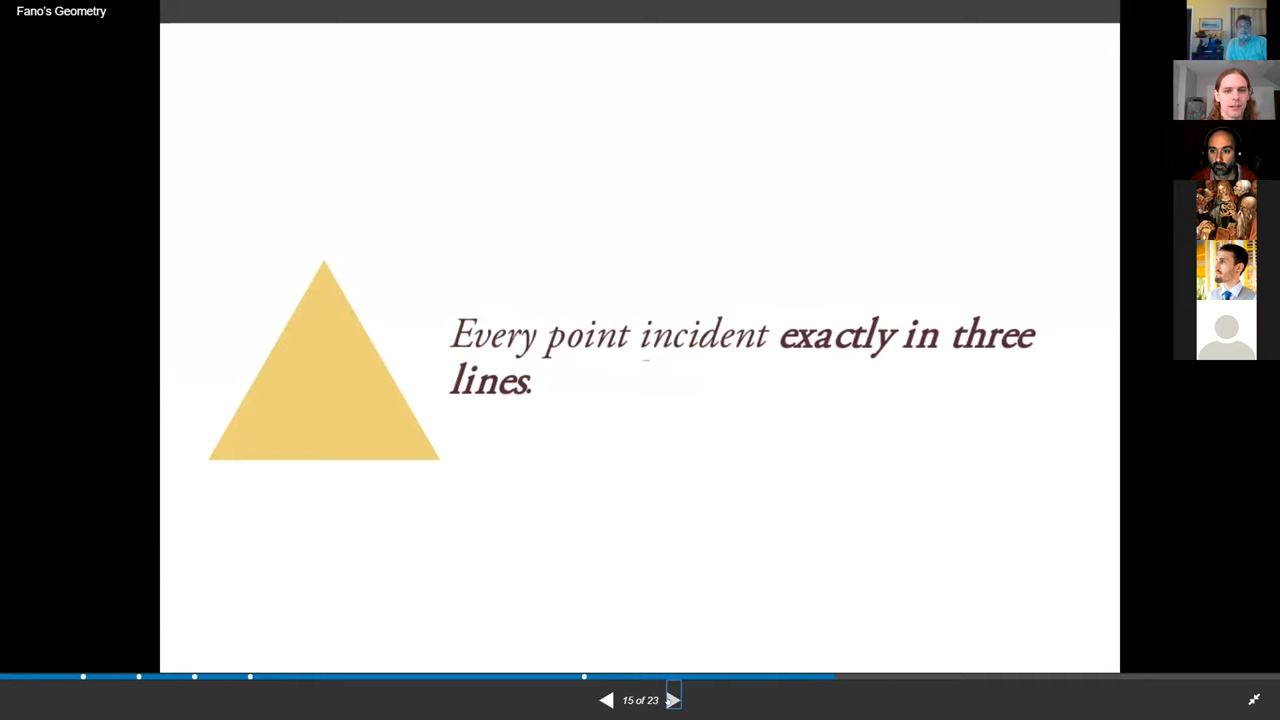 Fano's Geometry
Every point incident exactly in three
lines.
15 of 23